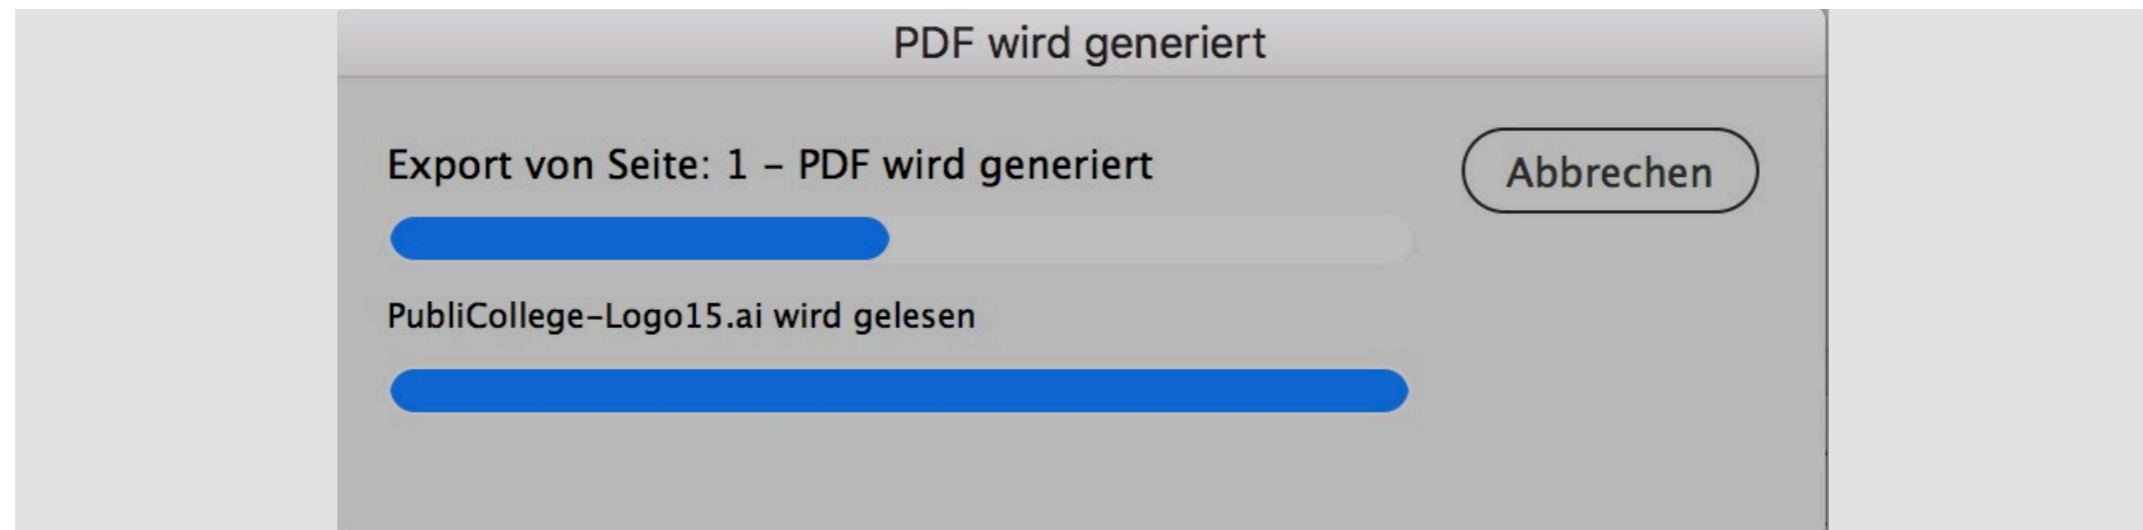 PDF wird generiert
Export von Seite: 1 – PDF wird generiert
Abbrechen
PubliCollege–Logo15.ai wird gelesen